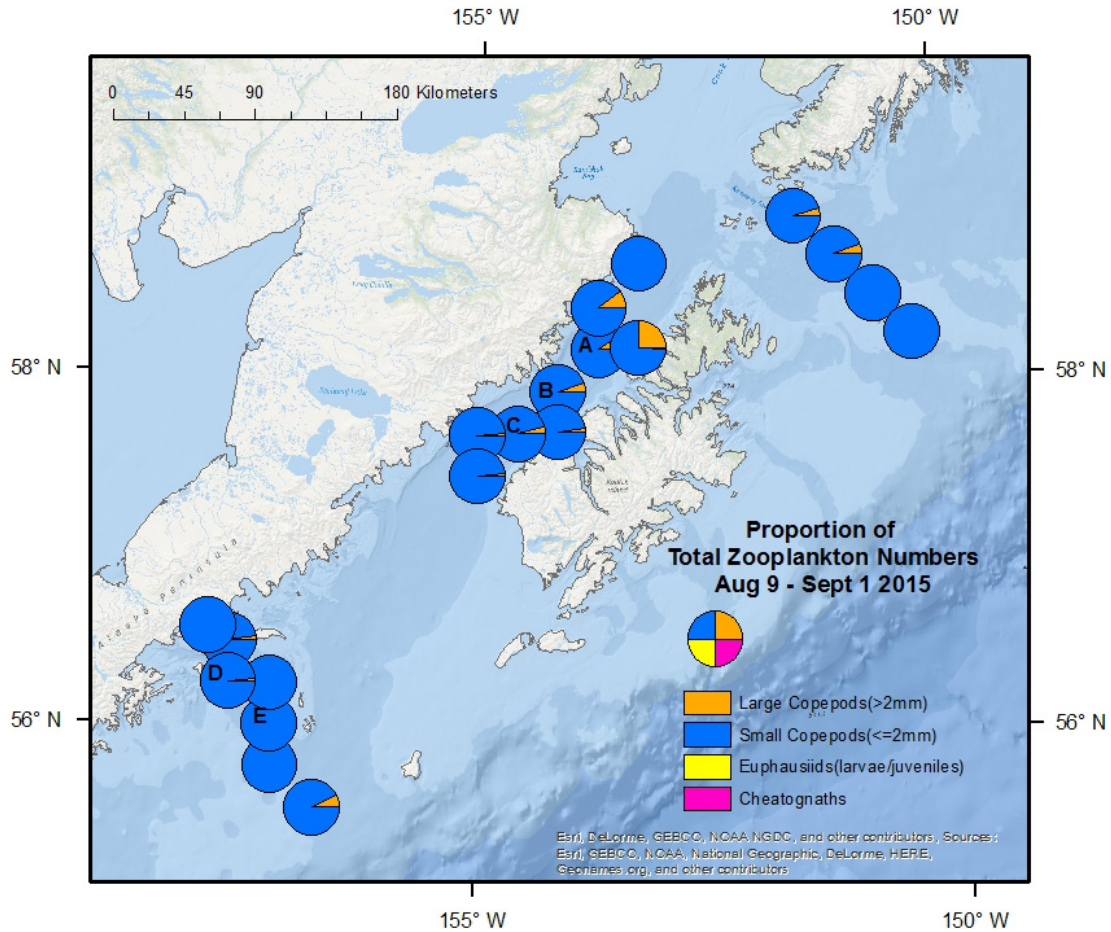 155° W
150° W
0 45 90 180 Kilometers
58° N
58° N
A
B
C
Proportion of
Total Zooplankton Numbers
Aug 9 - Sept 1 2015
D
E
56° N
56° N
Large Copepods(>2mm)
Small Copepods(<=2mm)
Euphausiids(larvae/juveniles)
Cheatognaths
Esri, DeLorme, GEBCO, NOAA NGDC, and other contributors, Sources:
Esri, GEBCO, NOAA, National Geographic, DeLorme, HERE,
Geonames.org, and other contributors
155° W
150° W